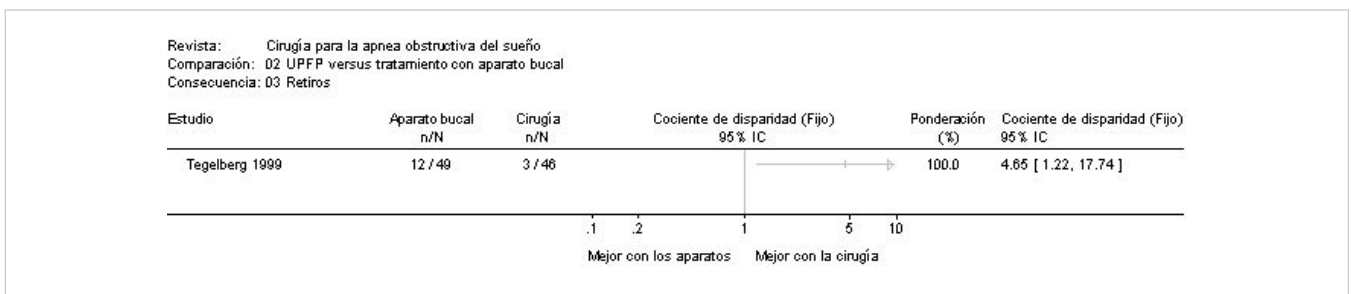 Revista: Cirugía para la apnea obstructiva del sueño
Comparación: 02 UPFP versus tratamiento con aparato bucal
Consecuencia: 03 Retiros
Estudio Aparato bucal Cirugía Cociente de disparidad (Fijo) Ponderación Cociente de disparidad (Fijo)
n/N n/N 95% IC (%) 95% IC
Tegelberg 1999 12 / 49 3 / 46 100.0 4.65 [ 1.22, 17.74 ]
.1 .2 1 5 10
Mejor con los aparatos Mejor con la cirugía